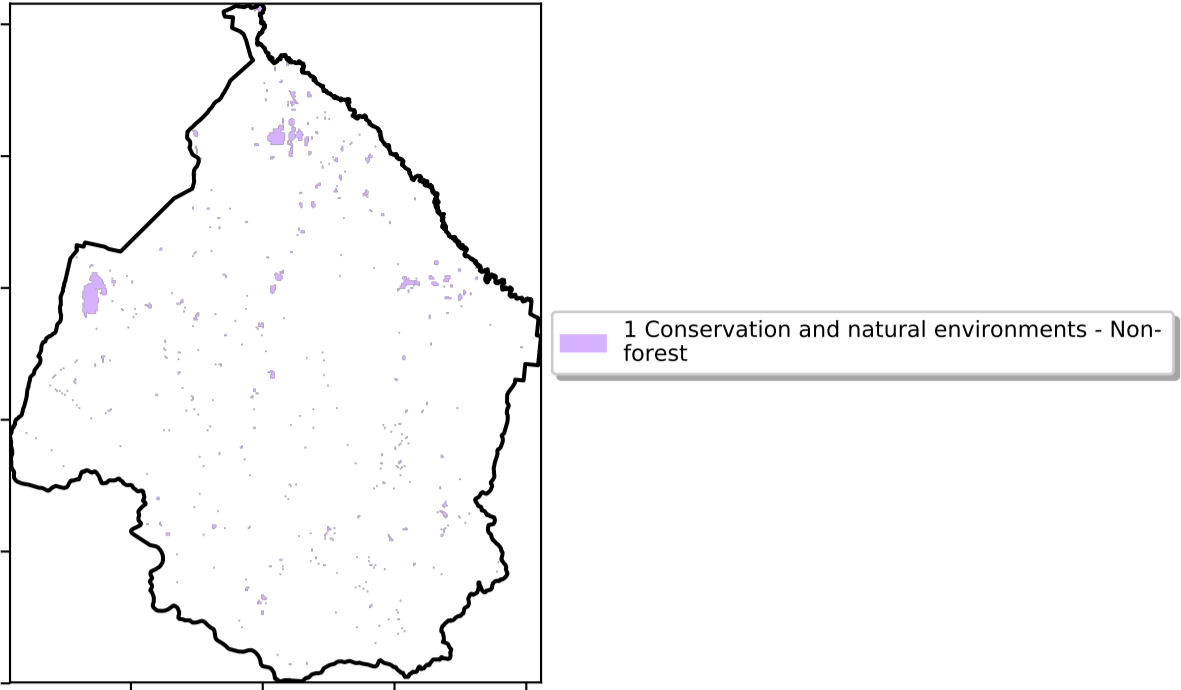 1 Conservation and natural environments - Non-
forest